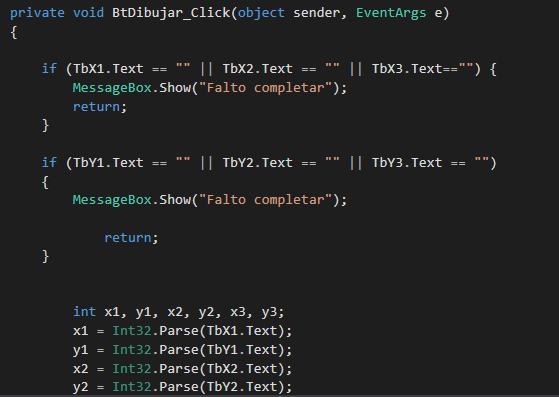 private void BtDibujar_Click(object sender, EventArgs e)
{
if (TbX1.Text == "" || TbX2.Text == "" || TbX3.Text=="") {
MessageBox.Show("Falto completar");
return;
}
if (TbY1.Text == "" || TbY2.Text == "" || TbY3.Text == "")
{
MessageBox.Show("Falto completar");
return;
}
int x1, y1, x2, y2, x3, y3;
x1 = Int32.Parse(TbX1.Text);
y1 = Int32.Parse(TbY1.Text);
x2 = Int32.Parse(TbX2.Text);
y2 = Int32.Parse(TbY2.Text);